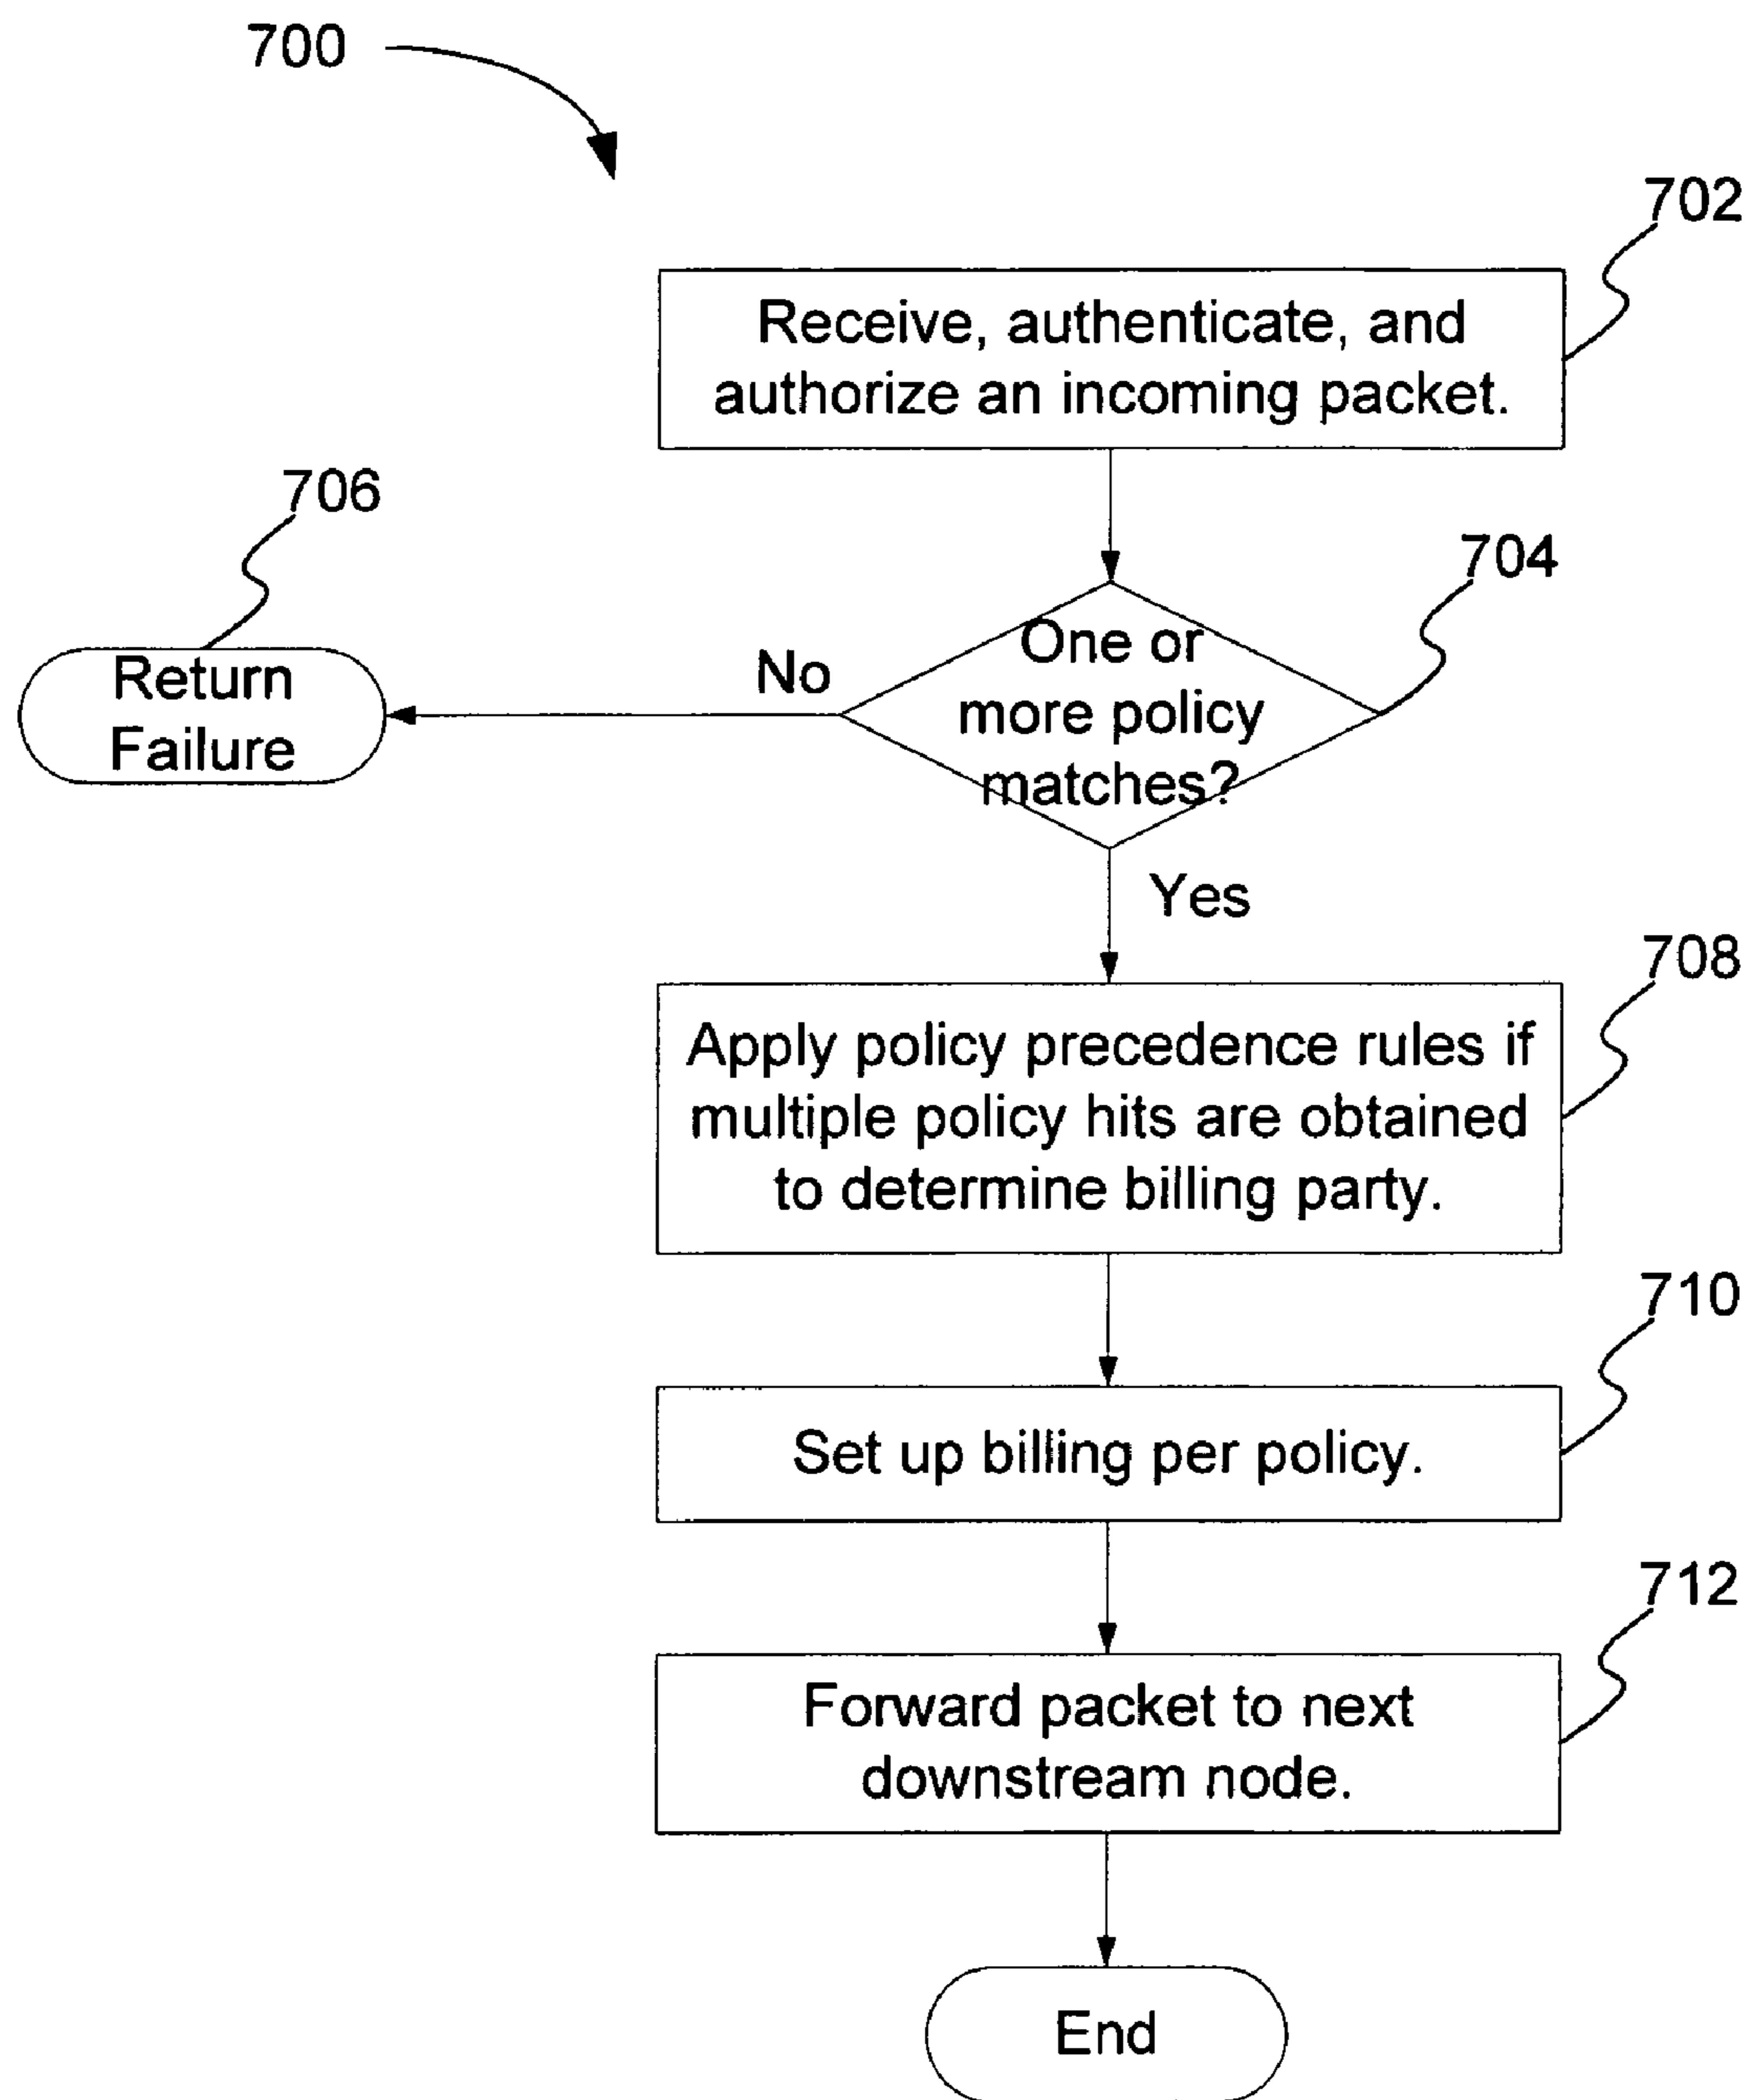 700
702
Receive, authenticate, and
authorize an incoming packet.
706
704
Return
Failure
No
One or
more policy
matches?
Yes
708
Apply policy precedence rules if
multiple policy hits are obtained
to determine billing party.
710
Set up billing per policy.
712
Forward packet to next
downstream node.
End